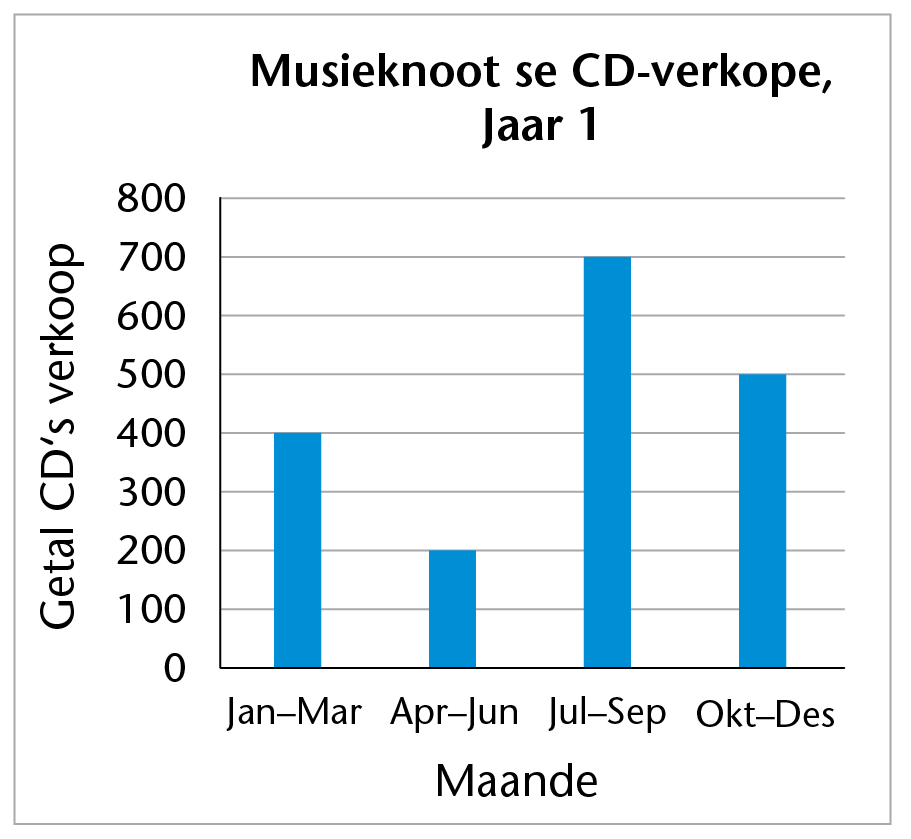 Musieknoot se CD-verkope,
Jaar 1
Getal CD‘s verkoop
800
700
600
500
400
300
200
100
0
Jan–Mar Apr–Jun Jul–Sep Okt–Des
Maande